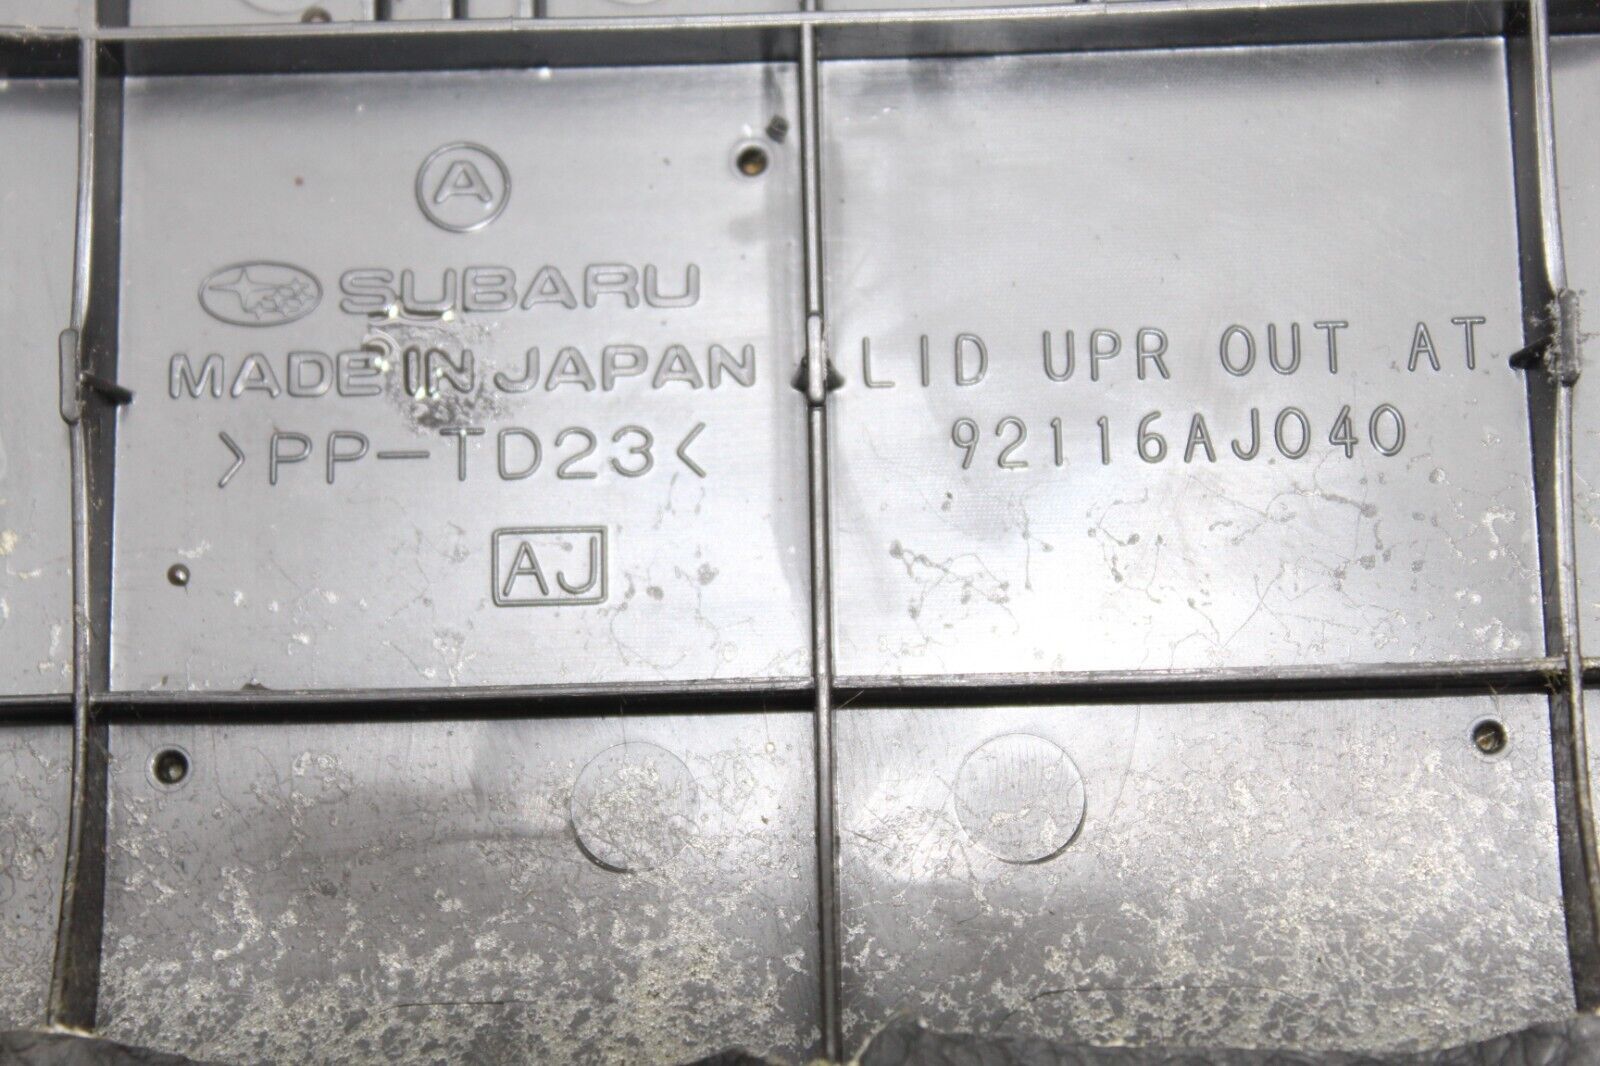 A
SUBARU
MADE IN JAPAN
>PP-TD23<
AJ
LID UPR OUT AT
92116AJ040